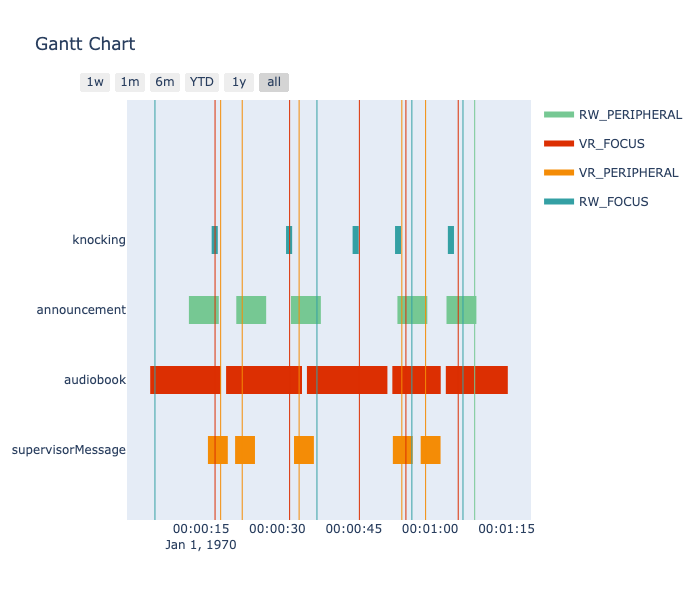 Gantt Chart
1w 1m 6m YTD 1y all
RW_PERIPHERAL
VR_FOCUS
VR_PERIPHERAL
RW_FOCUS
knocking
announcement
audiobook
supervisorMessage
00:00:15 00:00:30 00:00:45 00:01:00 00:01:15
Jan 1, 1970